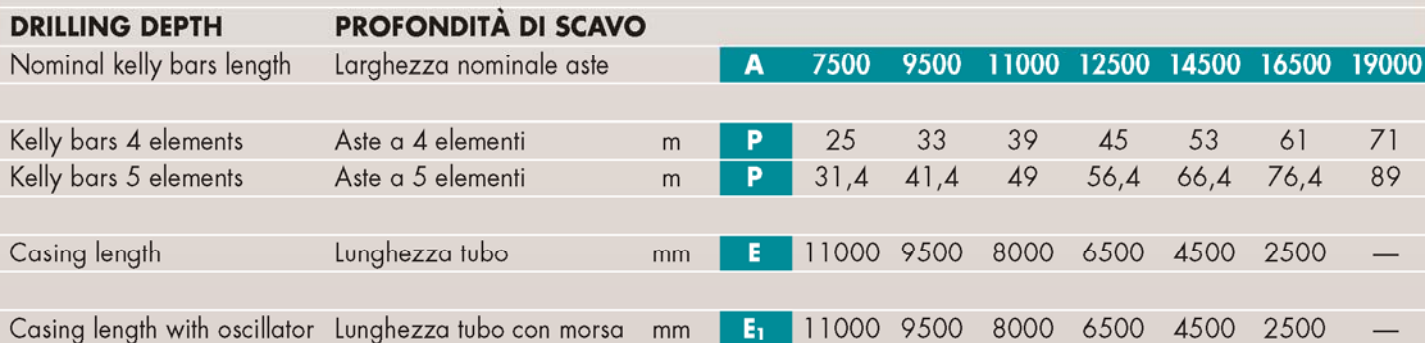 DRILLING DEPTH PROFONDITÀ DI SCAVO
Nominal kelly bars length Larghezza nominale aste A 7500 9500 11000 12500 14500 16500 19000
Kelly bars 4 elements Aste a 4 elementi m P 25 33 39 45 53 61 71
Kelly bars 5 elements Aste a 5 elementi m P 31,4 41,4 49 56,4 66,4 76,4 89
Casing length Lunghezza tubo mm E 11000 9500 8000 6500 4500 2500 —
Casing length with oscillator Lunghezza tubo con morsa mm E₁ 11000 9500 8000 6500 4500 2500 —